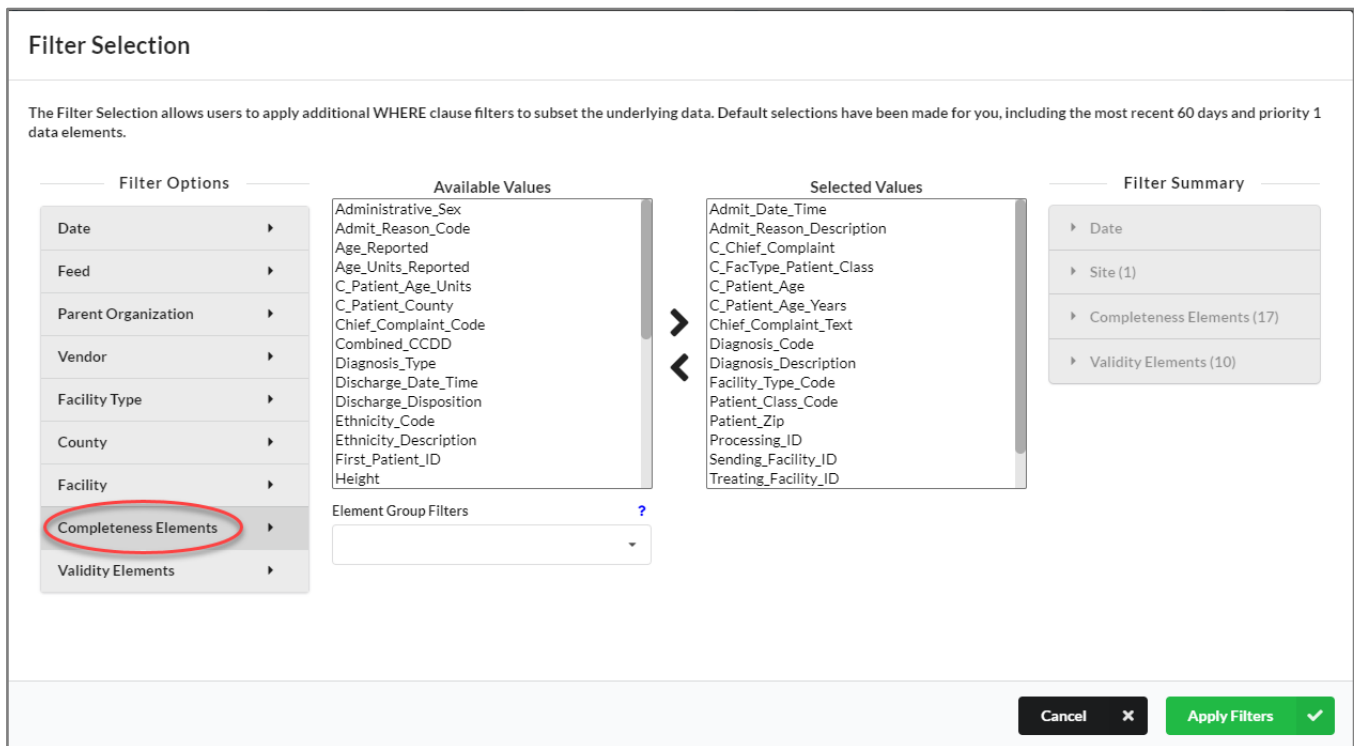 Filter Selection
The Filter Selection allows users to apply additional WHERE clause filters to subset the underlying data. Default selections have been made for you, including the most recent 60 days and priority 1
data elements.
Filter Options
Date
Feed
Parent Organization
Vendor
Facility Type
County
Facility
Completeness Elements
Validity Elements
Available Values
Administrative_Sex
Admit_Reason_Code
Age_Reported
Age_Units_Reported
C_Patient_Age_Units
C_Patient_County
Chief_Complaint_Code
Combined_CCDD
Diagnosis_Type
Discharge_Date_Time
Discharge_Disposition
Ethnicity_Code
Ethnicity_Description
First_Patient_ID
Height
Element Group Filters ?
Selected Values
Admit_Date_Time
Admit_Reason_Description
C_Chief_Complaint
C_FacType_Patient_Class
C_Patient_Age
C_Patient_Age_Years
Chief_Complaint_Text
Diagnosis_Code
Diagnosis_Description
Facility_Type_Code
Patient_Class_Code
Patient_Zip
Processing_ID
Sending_Facility_ID
Treating_Facility_ID
Filter Summary
Date
Site (1)
Completeness Elements (17)
Validity Elements (10)
Cancel
Apply Filters